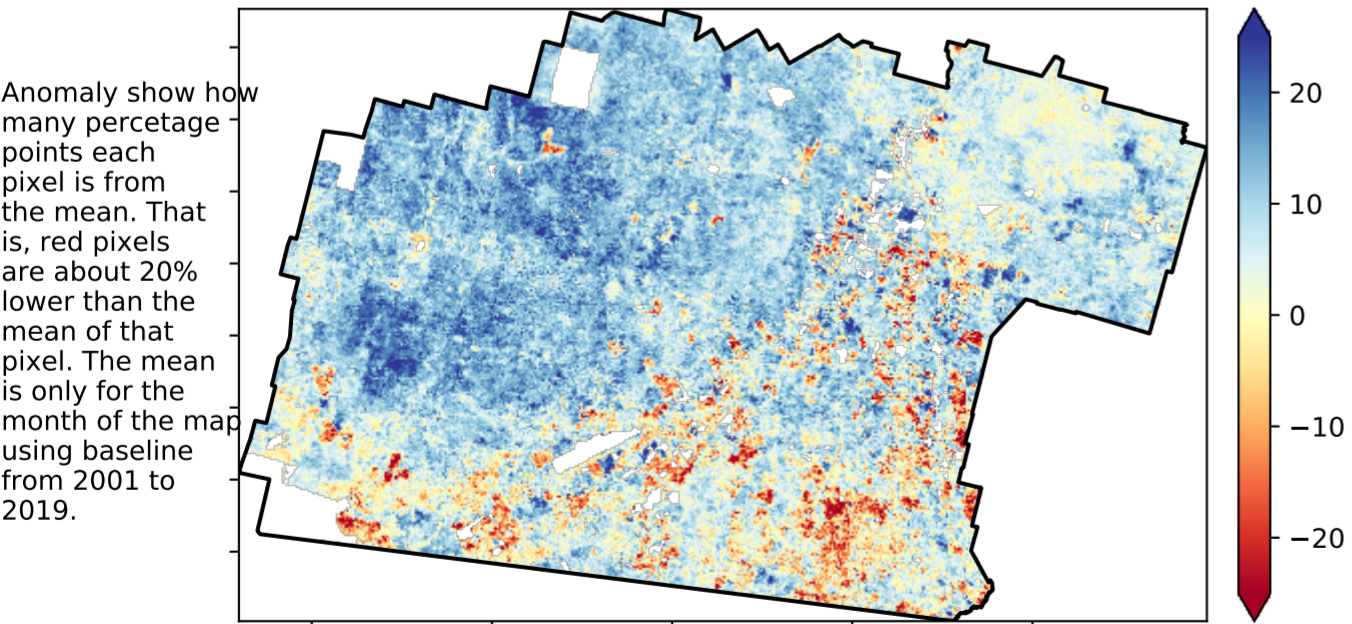 Anomaly show how
many percetage
points each
pixel is from
the mean. That
is, red pixels
are about 20%
lower than the
mean of that
pixel. The mean
is only for the
month of the map
using baseline
from 2001 to
2019.
20
10
0
−10
−20